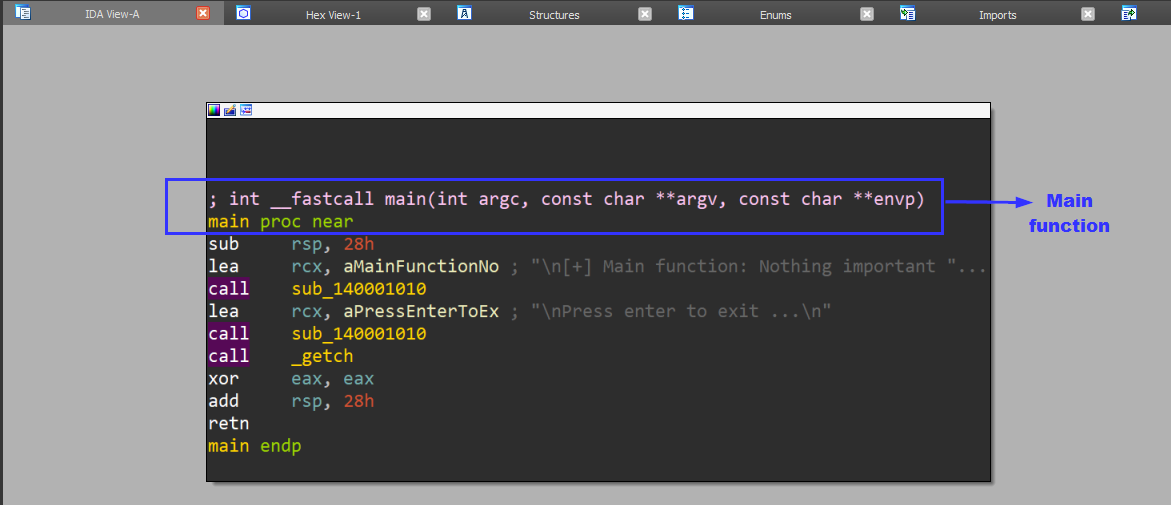 IDA View-A
Hex View-1
Structures
Enums
Imports
; int __fastcall main(int argc, const char **argv, const char **envp)
main proc near
sub rsp, 28h
lea rcx, aMainFunctionNo ; "\n[+] Main function: Nothing important "...
call sub_140001010
lea rcx, aPressEnterToEx ; "\nPress enter to exit ...\n"
call sub_140001010
call _getch
xor eax, eax
add rsp, 28h
retn
main endp
Main
function